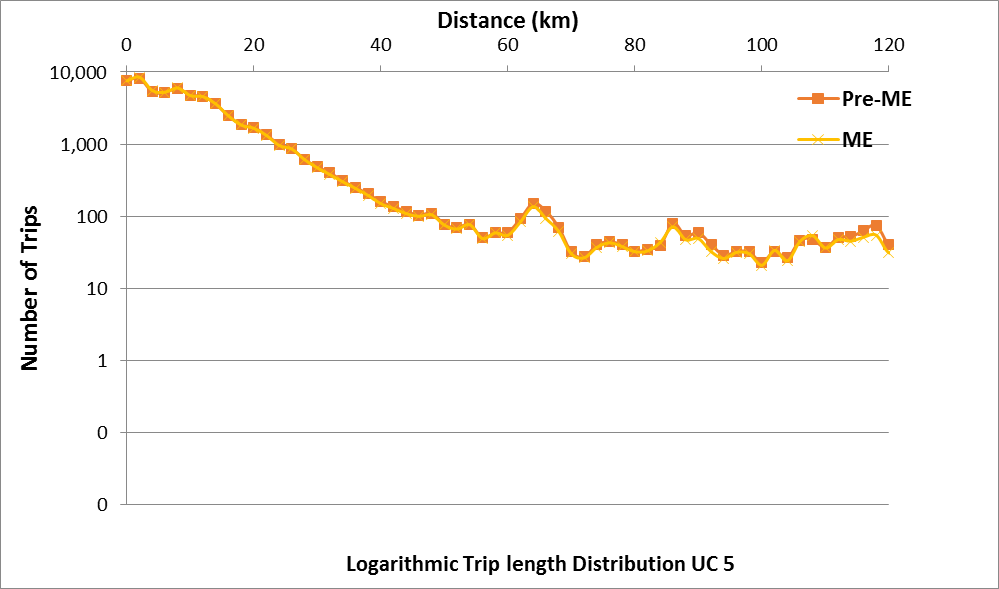 Distance (km)
0 20 40 60 80 100 120
10,000
1,000
100
10
1
0
0
Number of Trips
Pre-ME
ME
Logarithmic Trip length Distribution UC 5